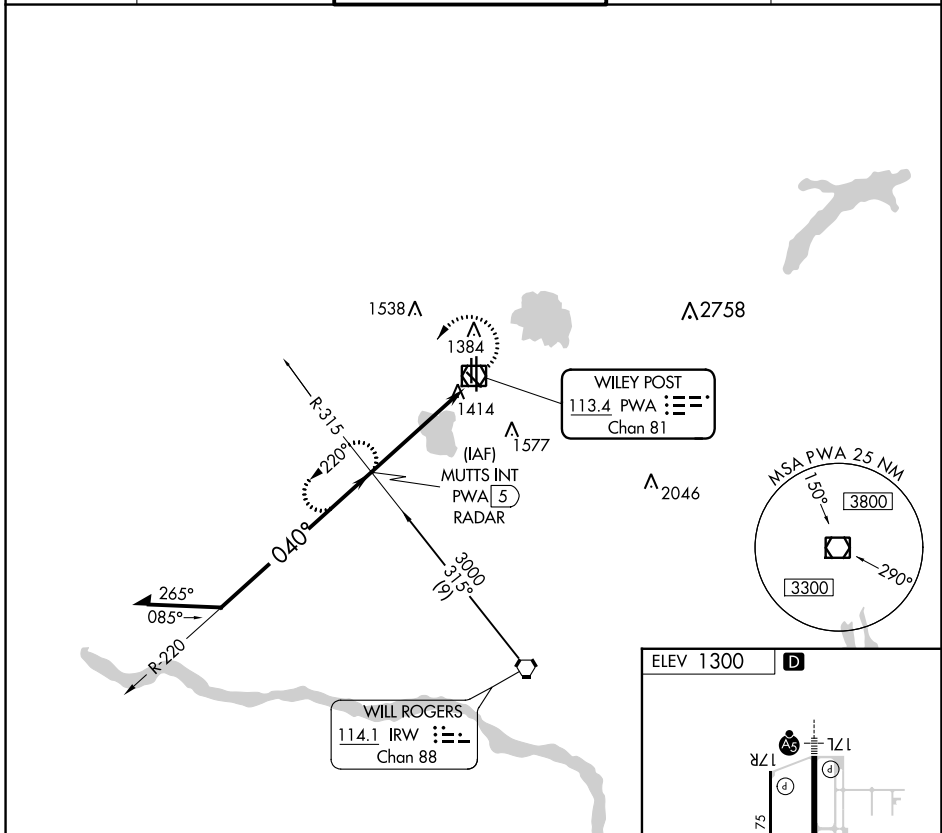 1538
2758
1384
WILEY POST
113.4 PWA
Chan 81
1414
R-315
1577
220°
(IAF)
MUTTS INT
PWA 5
RADAR
2046
MSA PWA 25 NM
150°
3800
290°
3300
040°
3000
315°
(9)
265°
085°
R-220
WILL ROGERS
114.1 IRW
Chan 88
ELEV 1300 D
A5
17L
17R
P
P
75